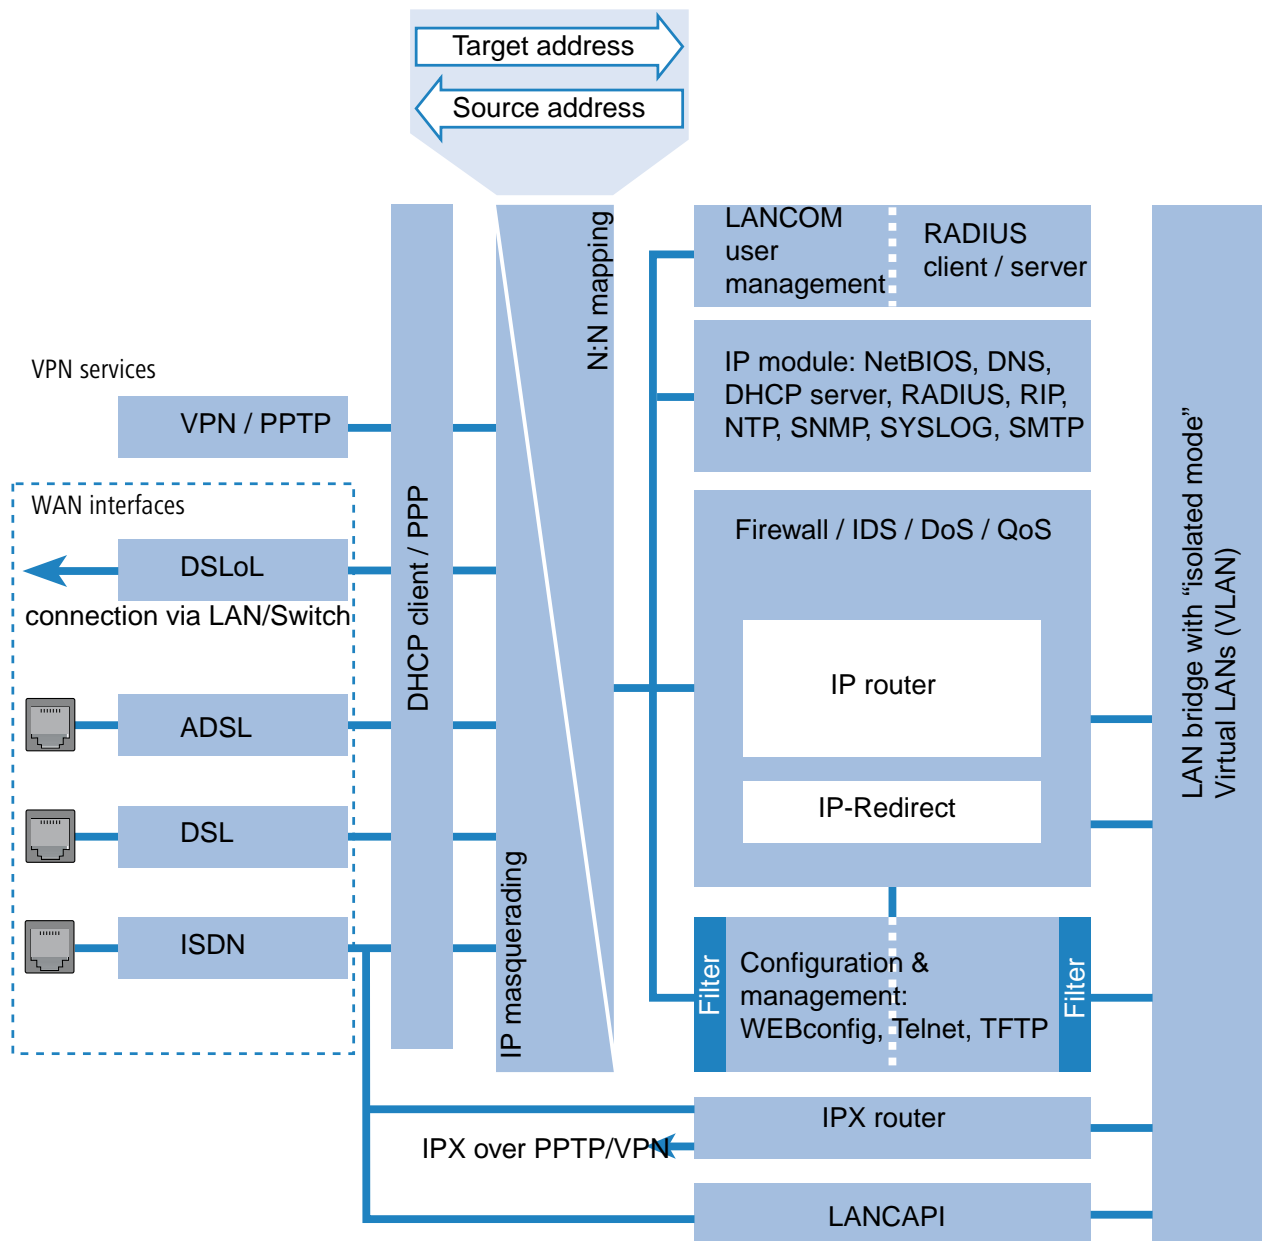 Target address
Source address
N:N mapping
IP masquerading
DHCP client / PPP
VPN services
VPN / PPTP
WAN interfaces
DSLoL
connection via LAN/Switch
ADSL
DSL
ISDN
LANCOM
user
management
RADIUS
client / server
IP module: NetBIOS, DNS,
DHCP server, RADIUS, RIP,
NTP, SNMP, SYSLOG, SMTP
Firewall / IDS / DoS / QoS
IP router
IP-Redirect
Filter
Configuration &
management:
WEBconfig, Telnet, TFTP
Filter
IPX router
IPX over PPTP/VPN
LANCAPI
LAN bridge with “isolated mode”
Virtual LANs (VLAN)